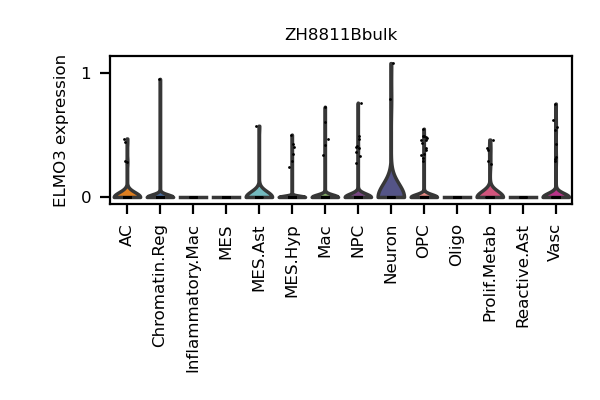 ZH8811Bbulk
ELMO3 expression
1
0
AC
Chromatin.Reg
Inflammatory.Mac
MES
MES.Ast
MES.Hyp
Mac
NPC
Neuron
OPC
Oligo
Prolif.Metab
Reactive.Ast
Vasc